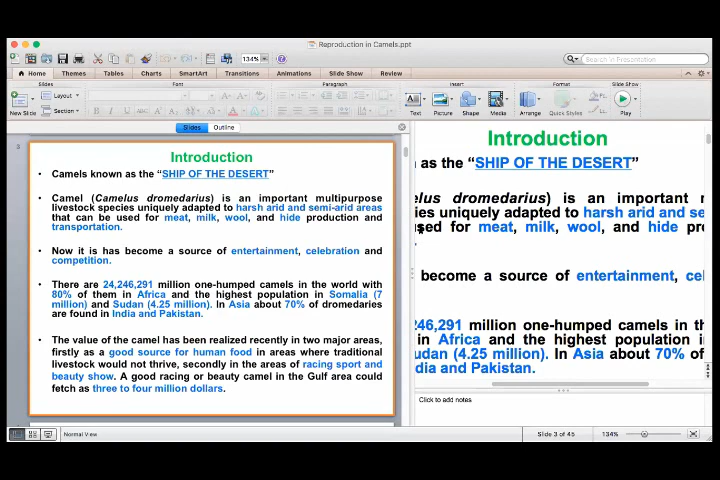 Reproduction in Camels.ppt
134%
Search in Presentation
Home Themes Tables Charts SmartArt Transitions Animations Slide Show Review
Slides Font Paragraph Insert Format Slide Show
Layout
Section
New Slide
Text Picture Shape Media Arrange Quick Styles Play
Slides Outline
3
Introduction
• Camels known as the “SHIP OF THE DESERT”
• Camel (Camelus dromedarius) is an important multipurpose
livestock species uniquely adapted to harsh arid and semi-arid areas
that can be used for meat, milk, wool, and hide production and
transportation.
• Now it is has become a source of entertainment, celebration and
competition.
• There are 24,246,291 million one-humped camels in the world with
80% of them in Africa and the highest population in Somalia (7
million) and Sudan (4.25 million). In Asia about 70% of dromedaries
are found in India and Pakistan.
• The value of the camel has been realized recently in two major areas,
firstly as a good source for human food in areas where traditional
livestock would not thrive, secondly in the areas of racing sport and
beauty show. A good racing or beauty camel in the Gulf area could
fetch as three to four million dollars.
Introduction
as the “SHIP OF THE DESERT”
elus dromedarius) is an important
ies uniquely adapted to harsh arid and se
sed for meat, milk, wool, and hide pro
become a source of entertainment, cel
246,291 million one-humped camels in th
in Africa and the highest population i
udan (4.25 million). In Asia about 70% of
dia and Pakistan.
Click to add notes
Normal View
Slide 3 of 45
134%